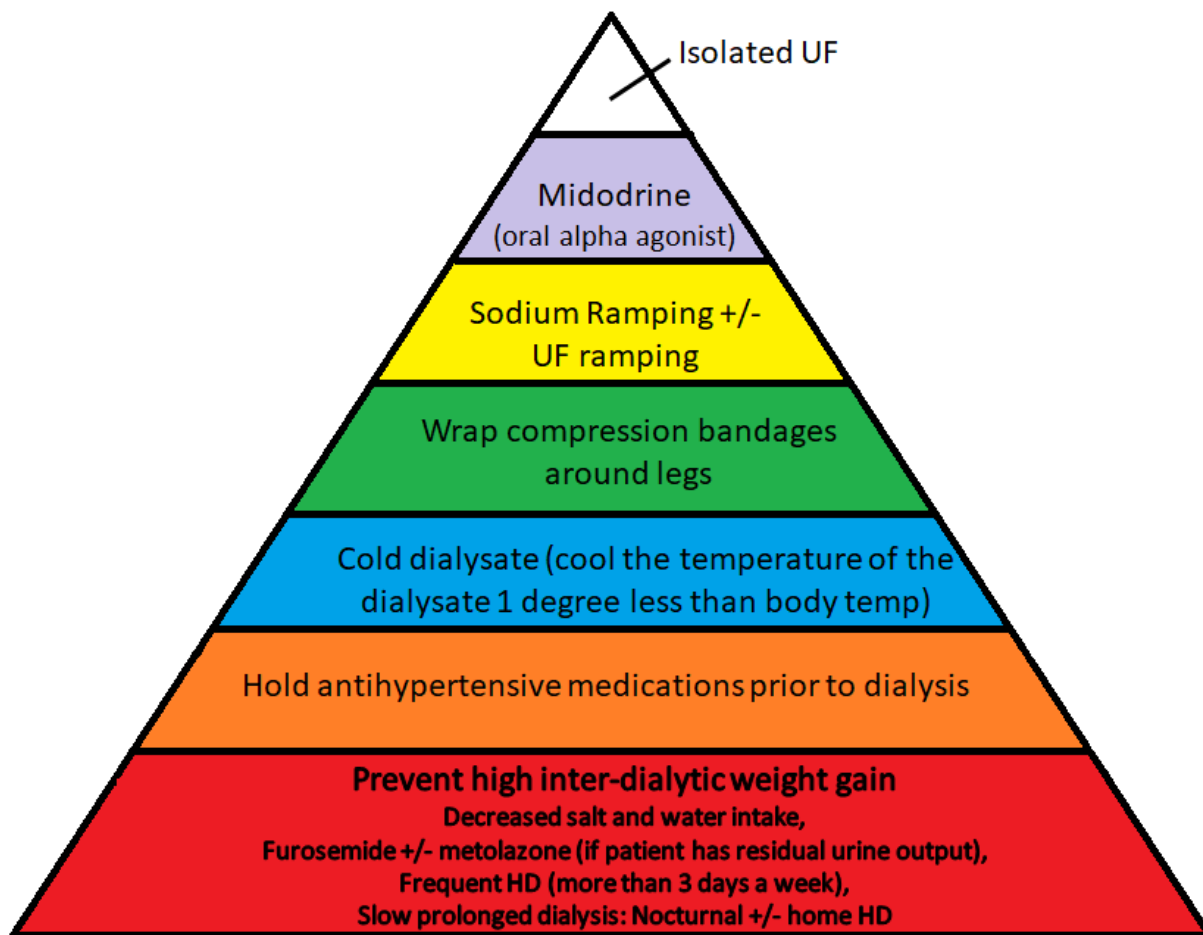 Isolated UF
Midodrine
(oral alpha agonist)
Sodium Ramping +/-
UF ramping
Wrap compression bandages
around legs
Cold dialysate (cool the temperature of the
dialysate 1 degree less than body temp)
Hold antihypertensive medications prior to dialysis
Prevent high inter-dialytic weight gain
Decreased salt and water intake,
Furosemide +/- metolazone (if patient has residual urine output),
Frequent HD (more than 3 days a week),
Slow prolonged dialysis: Nocturnal +/- home HD